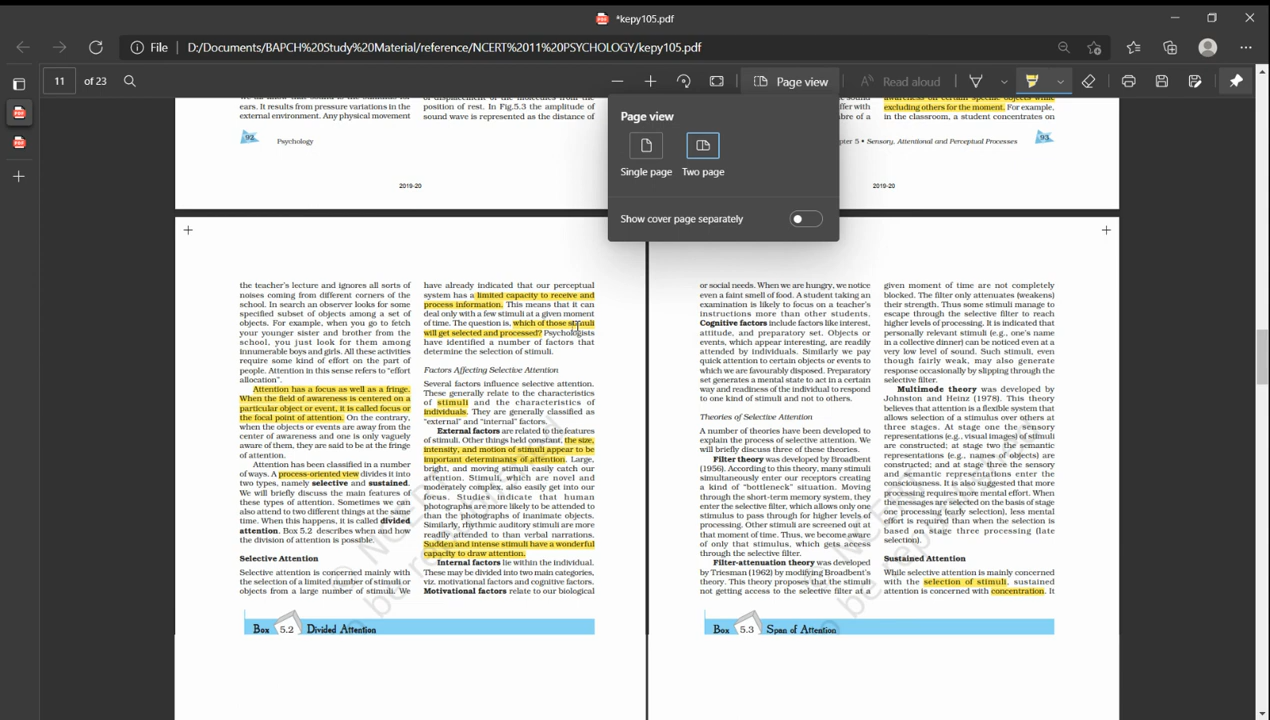 *kepy105.pdf
File D:/Documents/BAPCH%20Study%20Material/reference/NCERT%2011%20PSYCHOLOGY/kepy105.pdf
11 of 23
Page view
Read aloud
Page view
Single page
Two page
Show cover page separately
ears. It results from pressure variations in the
external environment. Any physical movement
position of rest. In Fig.5.3 the amplitude of
sound wave is represented as the distance of
92 Psychology
2019-20
excluding others for the moment. For example,
in the classroom, a student concentrates on
pter 5 • Sensory, Attentional and Perceptual Processes 93
2019-20
the teacher's lecture and ignores all sorts of
noises coming from different corners of the
school. In search an observer looks for some
specified subset of objects among a set of
objects. For example, when you go to fetch
your younger sister and brother from the
school, you just look for them among
innumerable boys and girls. All these activities
require some kind of effort on the part of
people. Attention in this sense refers to "effort
allocation".
Attention has a focus as well as a fringe.
When the field of awareness is centered on a
particular object or event, it is called focus or
the focal point of attention. On the contrary,
when the objects or events are away from the
center of awareness and one is only vaguely
aware of them, they are said to be at the fringe
of attention.
Attention has been classified in a number
of ways. A process-oriented view divides it into
two types, namely selective and sustained.
We will briefly discuss the main features of
these types of attention. Sometimes we can
also attend to two different things at the same
time. When this happens, it is called divided
attention. Box 5.2 describes when and how
the division of attention is possible.
Selective Attention
Selective attention is concerned mainly with
the selection of a limited number of stimuli or
objects from a large number of stimuli. We
have already indicated that our perceptual
system has a limited capacity to receive and
process information. This means that it can
deal only with a few stimuli at a given moment
of time. The question is, which of those stimuli
will get selected and processed? Psychologists
have identified a number of factors that
determine the selection of stimuli.
Factors Affecting Selective Attention
Several factors influence selective attention.
These generally relate to the characteristics
of stimuli and the characteristics of
individuals. They are generally classified as
"external" and "internal" factors.
External factors are related to the features
of stimuli. Other things held constant, the size,
intensity, and motion of stimuli appear to be
important determinants of attention. Large,
bright, and moving stimuli easily catch our
attention. Stimuli, which are novel and
moderately complex, also easily get into our
focus. Studies indicate that human
photographs are more likely to be attended to
than the photographs of inanimate objects.
Similarly, rhythmic auditory stimuli are more
readily attended to than verbal narrations.
Sudden and intense stimuli have a wonderful
capacity to draw attention.
Internal factors lie within the individual.
These may be divided into two main categories,
viz. motivational factors and cognitive factors.
Motivational factors relate to our biological
Box 5.2 Divided Attention
or social needs. When we are hungry, we notice
even a faint smell of food. A student taking an
examination is likely to focus on a teacher's
instructions more than other students.
Cognitive factors include factors like interest,
attitude, and preparatory set. Objects or
events, which appear interesting, are readily
attended by individuals. Similarly we pay
quick attention to certain objects or events to
which we are favourably disposed. Preparatory
set generates a mental state to act in a certain
way and readiness of the individual to respond
to one kind of stimuli and not to others.
Theories of Selective Attention
A number of theories have been developed to
explain the process of selective attention. We
will briefly discuss three of these theories.
Filter theory was developed by Broadbent
(1956). According to this theory, many stimuli
simultaneously enter our receptors creating
a kind of "bottleneck" situation. Moving
through the short-term memory system, they
enter the selective filter, which allows only one
stimulus to pass through for higher levels of
processing. Other stimuli are screened out at
that moment of time. Thus, we become aware
of only that stimulus, which gets access
through the selective filter.
Filter-attenuation theory was developed
by Triesman (1962) by modifying Broadbent's
theory. This theory proposes that the stimuli
not getting access to the selective filter at a
given moment of time are not completely
blocked. The filter only attenuates (weakens)
their strength. Thus some stimuli manage to
escape through the selective filter to reach
higher levels of processing. It is indicated that
personally relevant stimuli (e.g., one's name
in a collective dinner) can be noticed even at a
very low level of sound. Such stimuli, even
though fairly weak, may also generate
response occasionally by slipping through the
selective filter.
Multimode theory was developed by
Johnston and Heinz (1978). This theory
believes that attention is a flexible system that
allows selection of a stimulus over others at
three stages. At stage one the sensory
representations (e.g., visual images) of stimuli
are constructed; at stage two the semantic
representations (e.g., names of objects) are
constructed; and at stage three the sensory
and semantic representations enter the
consciousness. It is also suggested that more
processing requires more mental effort. When
the messages are selected on the basis of stage
one processing (early selection), less mental
effort is required than when the selection is
based on stage three processing (late
selection).
Sustained Attention
While selective attention is mainly concerned
with the selection of stimuli, sustained
attention is concerned with concentration. It
Box 5.3 Span of Attention